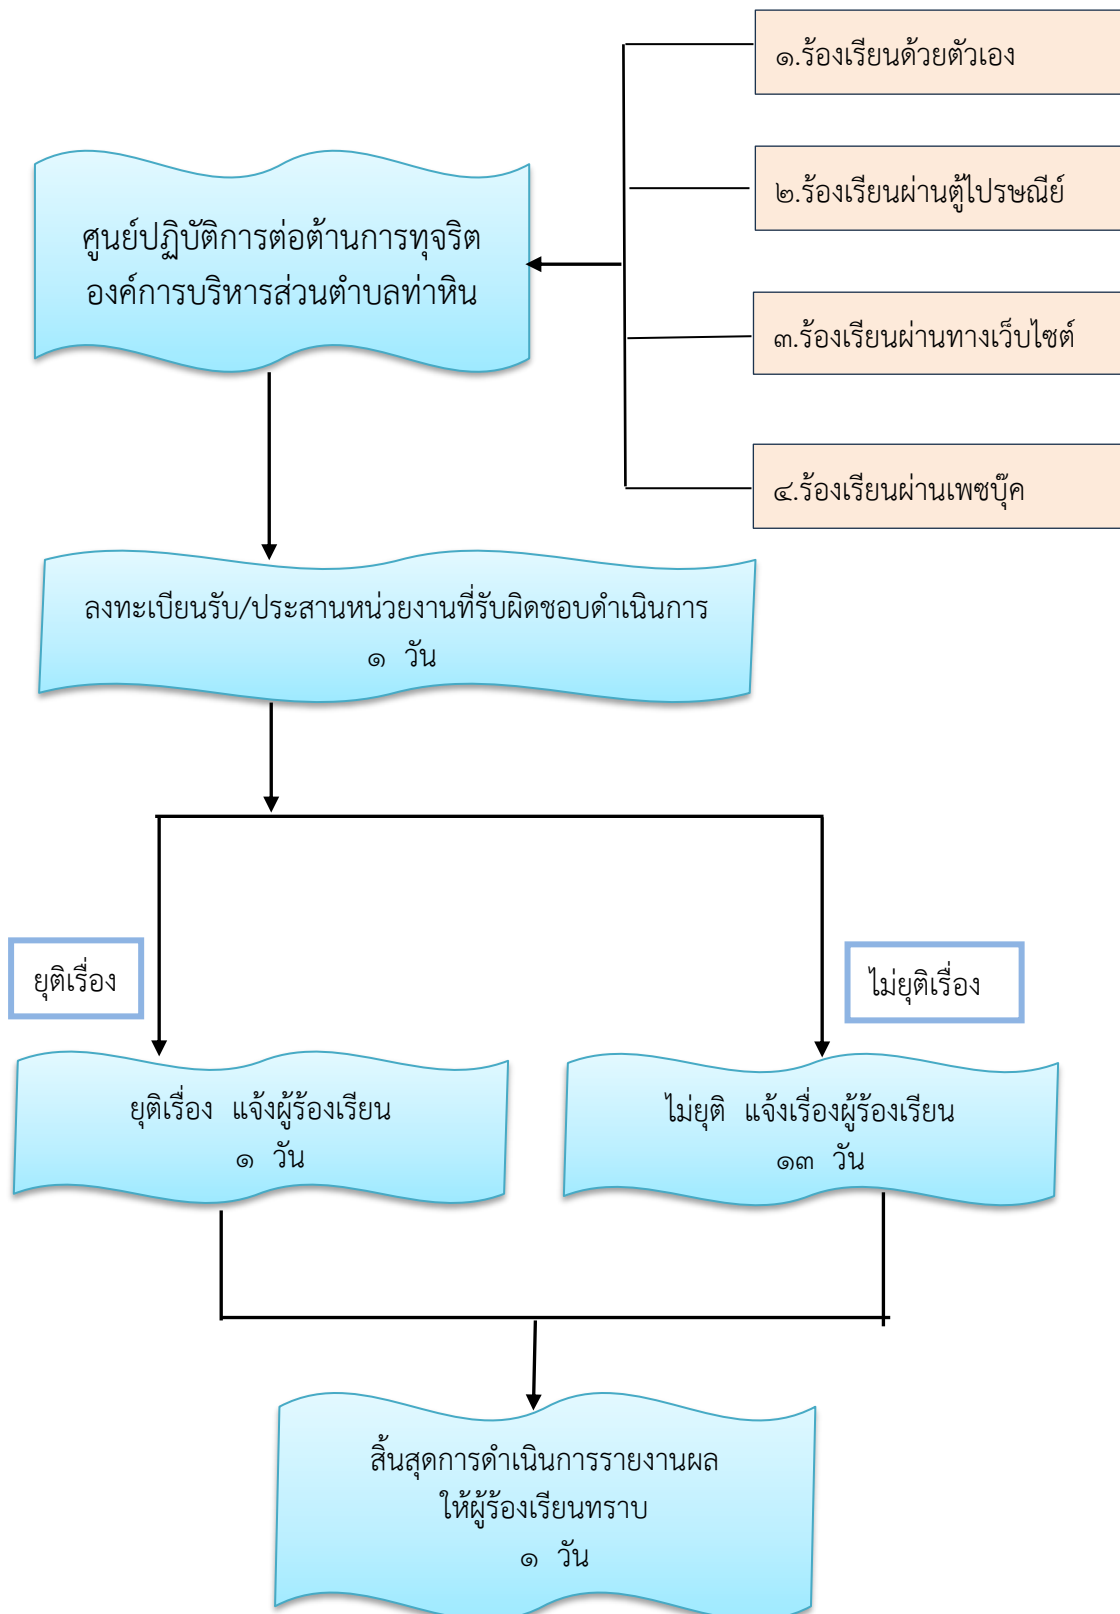 ๑.ร้องเรียนด้วยตัวเอง
๒.ร้องเรียนผ่านตู้ไปรษณีย์
๓.ร้องเรียนผ่านทางเว็บไซต์
๔.ร้องเรียนผ่านเพซบุ๊ค
ศูนย์ปฏิบัติการต่อต้านการทุจริต
องค์การบริหารส่วนตำบลท่าหิน
ลงทะเบียนรับ/ประสานหน่วยงานที่รับผิดชอบดำเนินการ
๑ วัน
ยุติเรื่อง
ไม่ยุติเรื่อง
ยุติเรื่อง แจ้งผู้ร้องเรียน
๑ วัน
ไม่ยุติ แจ้งเรื่องผู้ร้องเรียน
๑๓ วัน
สิ้นสุดการดำเนินการรายงานผล
ให้ผู้ร้องเรียนทราบ
๑ วัน